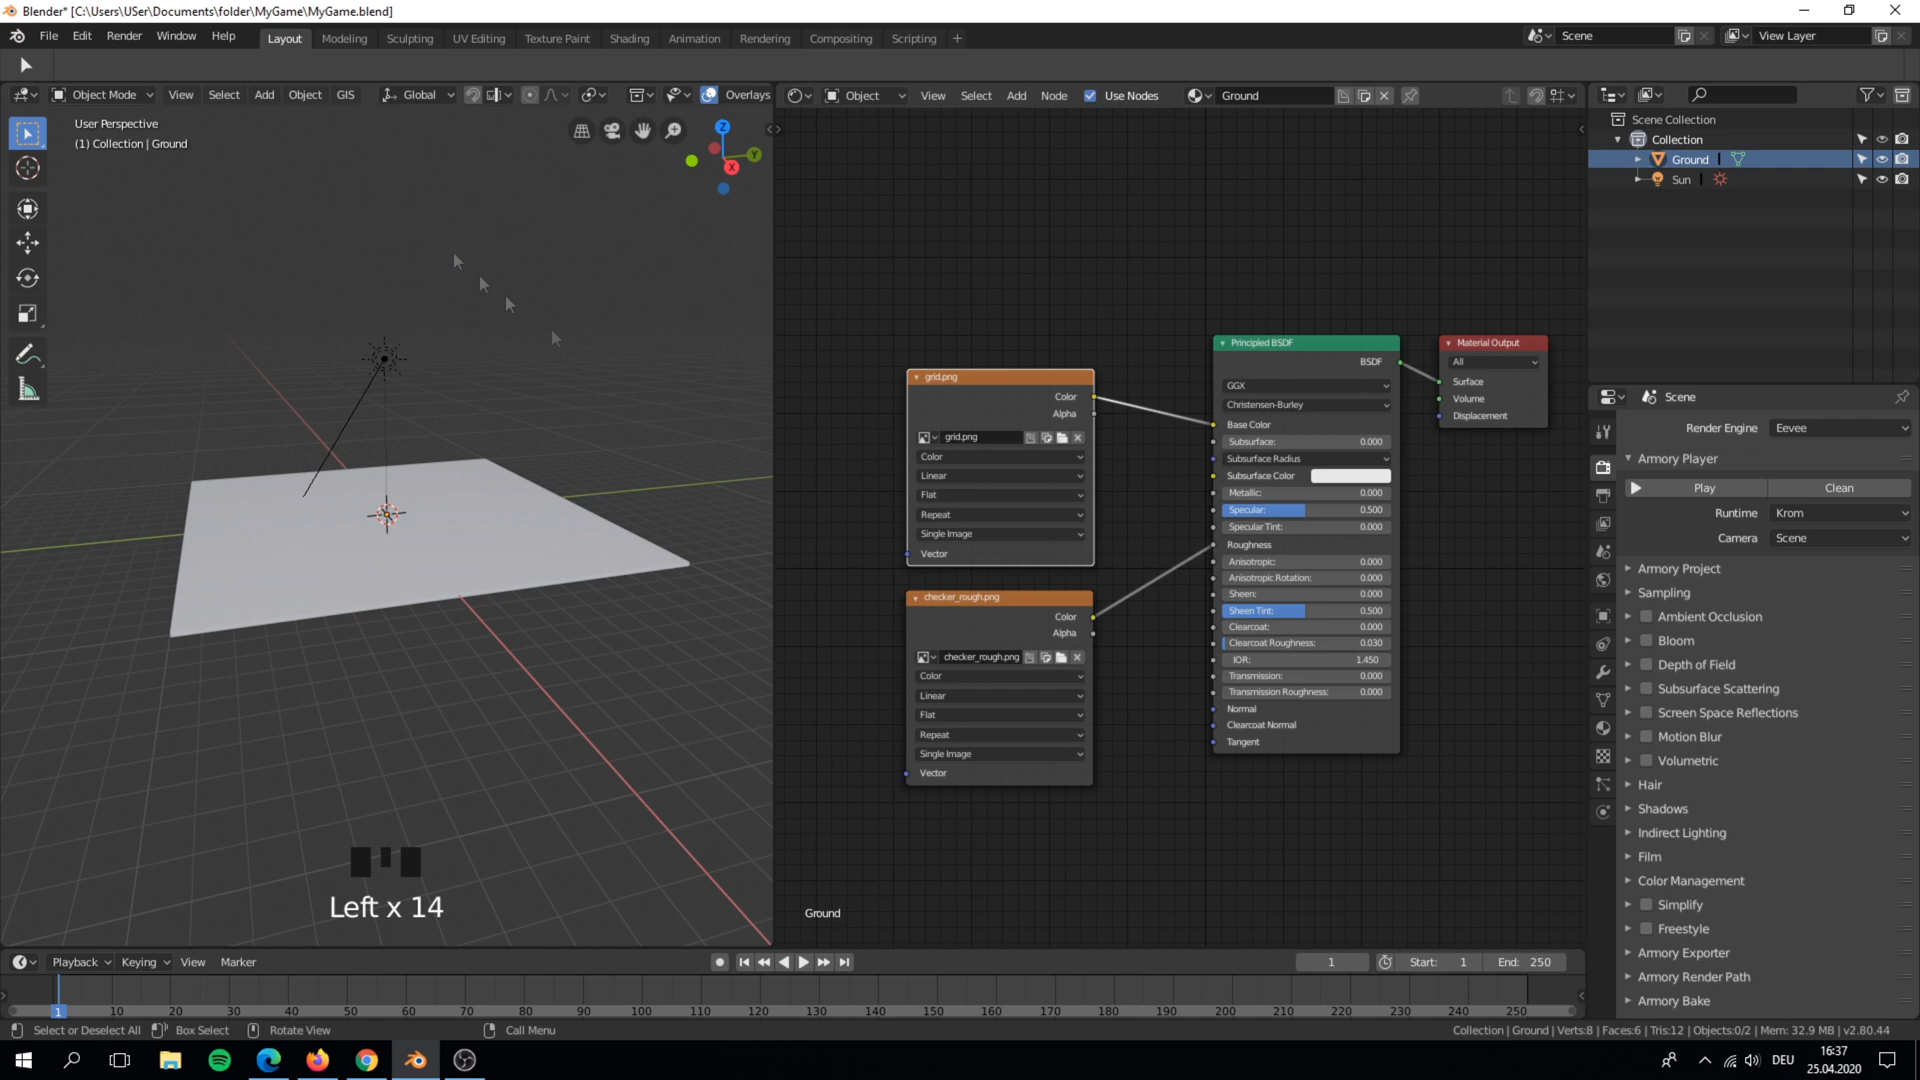 Blender* [C:\Users\USer\Documents\folder\MyGame\MyGame.blend]
File Edit Render Window Help Layout Modeling Sculpting UV Editing Texture Paint Shading Animation Rendering Compositing Scripting + Scene View Layer
Object Mode View Select Add Object GIS Global Overlays
Object View Select Add Node Use Nodes Ground
User Perspective
(1) Collection | Ground
Z
Y
X
Scene Collection
Collection
Ground
Sun
grid.png
Color
Alpha
grid.png
Color
Linear
Flat
Repeat
Single Image
Vector
checker_rough.png
Color
Alpha
checker_rough.png
Color
Linear
Flat
Repeat
Single Image
Vector
Principled BSDF
BSDF
GGX
Christensen-Burley
Base Color
Subsurface: 0.000
Subsurface Radius
Subsurface Color
Metallic: 0.000
Specular: 0.500
Specular Tint: 0.000
Roughness
Anisotropic: 0.000
Anisotropic Rotation: 0.000
Sheen: 0.000
Sheen Tint: 0.500
Clearcoat: 0.000
Clearcoat Roughness: 0.030
IOR: 1.450
Transmission: 0.000
Transmission Roughness: 0.000
Normal
Clearcoat Normal
Tangent
Material Output
All
Surface
Volume
Displacement
Scene
Render Engine Eevee
Armory Player
Play Clean
Runtime Krom
Camera Scene
Armory Project
Sampling
Ambient Occlusion
Bloom
Depth of Field
Subsurface Scattering
Screen Space Reflections
Motion Blur
Volumetric
Hair
Shadows
Indirect Lighting
Film
Color Management
Simplify
Freestyle
Armory Exporter
Armory Render Path
Armory Bake
Left x 14
Ground
Playback Keying View Marker 1 Start: 1 End: 250
1 10 20 30 40 50 60 70 80 90 100 110 120 130 140 150 160 170 180 190 200 210 220 230 240 250
Select or Deselect All Box Select Rotate View Call Menu Collection | Ground | Verts:8 | Faces:6 | Tris:12 | Objects:0/2 | Mem: 32.9 MB | v2.80.44
DEU 16:37
25.04.2020